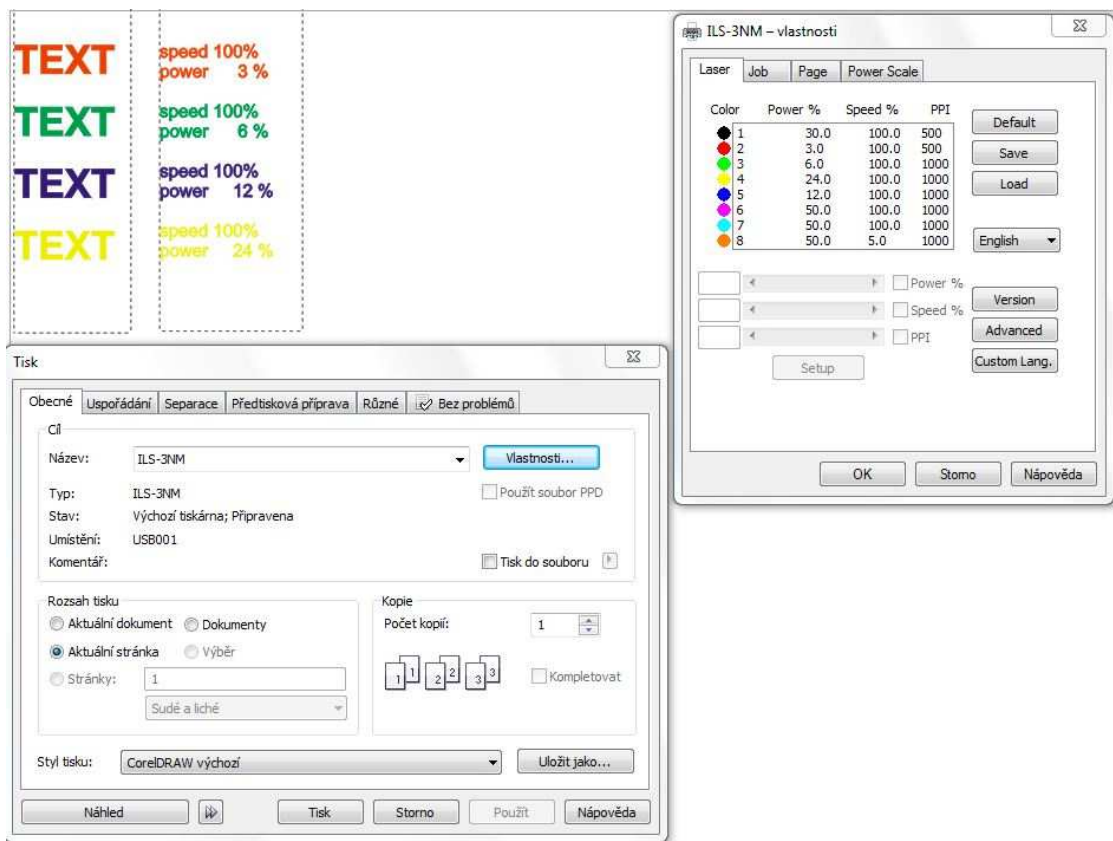 TEXT speed 100%
power 3 %
TEXT speed 100%
power 6 %
TEXT speed 100%
power 12 %
TEXT speed 100%
power 24 %
ILS-3NM – vlastnosti
Laser Job Page Power Scale
Color Power % Speed % PPI
1 30.0 100.0 500
2 3.0 100.0 500
3 6.0 100.0 1000
4 24.0 100.0 1000
5 12.0 100.0 1000
6 50.0 100.0 1000
7 50.0 100.0 1000
8 50.0 5.0 1000
Default
Save
Load
English
Power %
Speed %
PPI
Setup
Version
Advanced
Custom Lang.
OK Storno Nápověda
Tisk
Obecné Uspořádání Separace Předtisková příprava Různé Bez problémů
Cíl
Název: ILS-3NM Vlastnosti...
Typ: ILS-3NM Použít soubor PPD
Stav: Výchozí tiskárna; Připravena
Umístění: USB001
Komentář: Tisk do souboru
Rozsah tisku
Aktuální dokument Dokumenty
Aktuální stránka Výběr
Stránky: 1
Sudé a liché
Kopie
Počet kopií: 1
1 1 2 2 3 3 Kompletovat
Styl tisku: CorelDRAW výchozí Uložit jako...
Náhled Tisk Storno Použít Nápověda